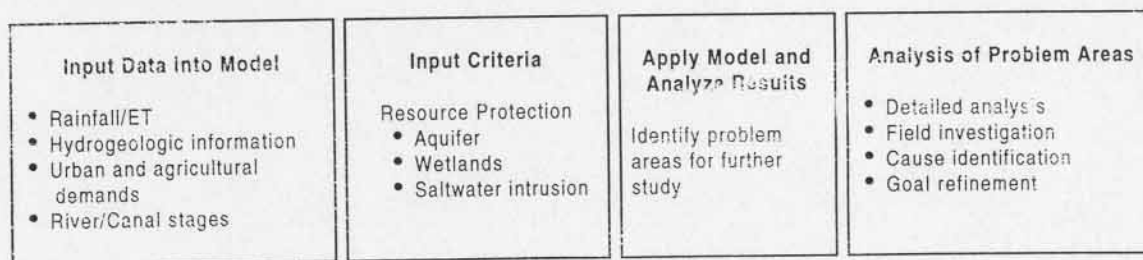 Input Data into Model
• Rainfall/ET
• Hydrogeologic information
• Urban and agricultural
demands
• River/Canal stages
Input Criteria
Resource Protection
• Aquifer
• Wetlands
• Saltwater intrusion
Apply Model and
Analyze Results
Identify problem
areas for further
study
Analysis of Problem Areas
• Detailed analysis
• Field investigation
• Cause identification
• Goal refinement